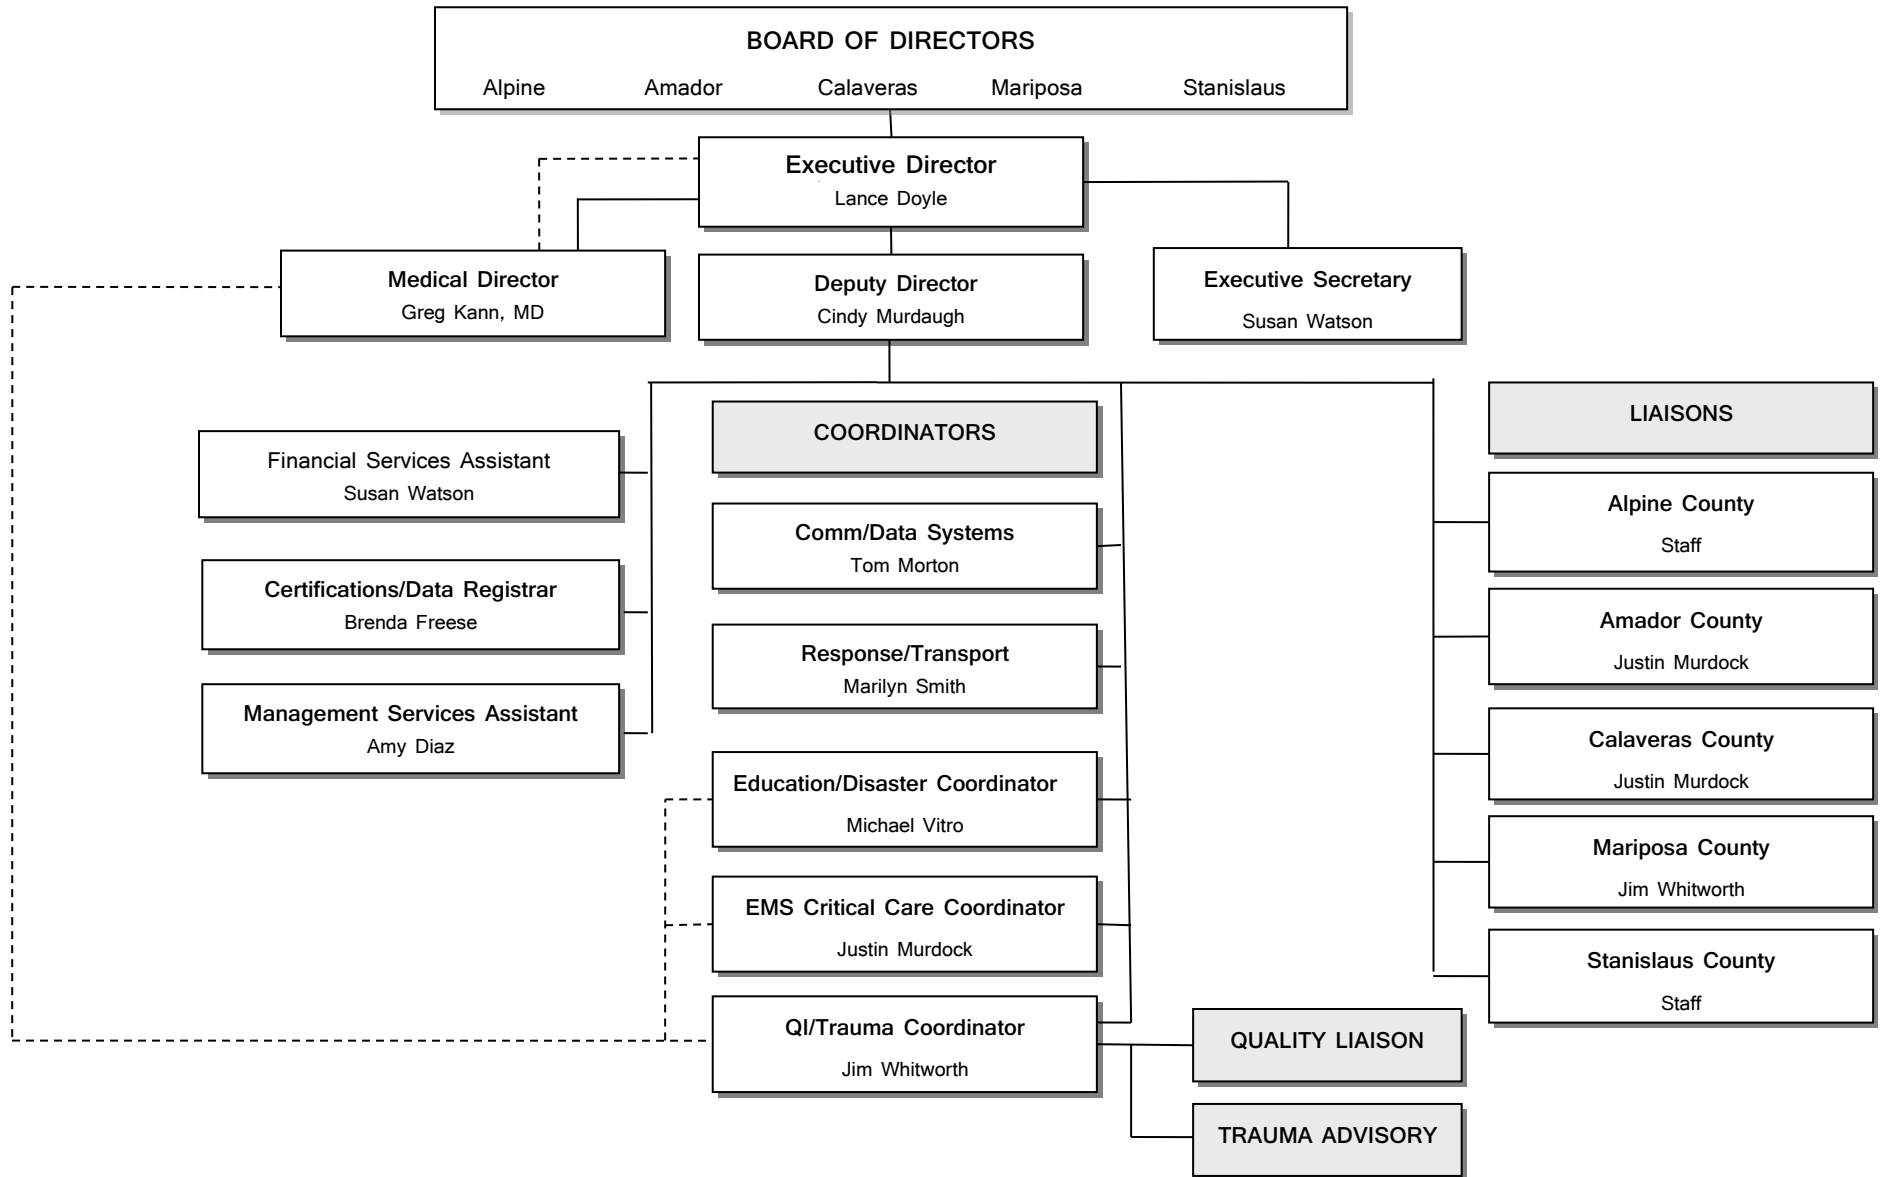 BOARD OF DIRECTORS
Alpine Amador Calaveras Mariposa Stanislaus
Executive Director
Lance Doyle
Medical Director
Greg Kann, MD
Deputy Director
Cindy Murdaugh
Executive Secretary
Susan Watson
Financial Services Assistant
Susan Watson
Certifications/Data Registrar
Brenda Freese
Management Services Assistant
Amy Diaz
COORDINATORS
Comm/Data Systems
Tom Morton
Response/Transport
Marilyn Smith
Education/Disaster Coordinator
Michael Vitro
EMS Critical Care Coordinator
Justin Murdock
QI/Trauma Coordinator
Jim Whitworth
QUALITY LIAISON
TRAUMA ADVISORY
LIAISONS
Alpine County
Staff
Amador County
Justin Murdock
Calaveras County
Justin Murdock
Mariposa County
Jim Whitworth
Stanislaus County
Staff